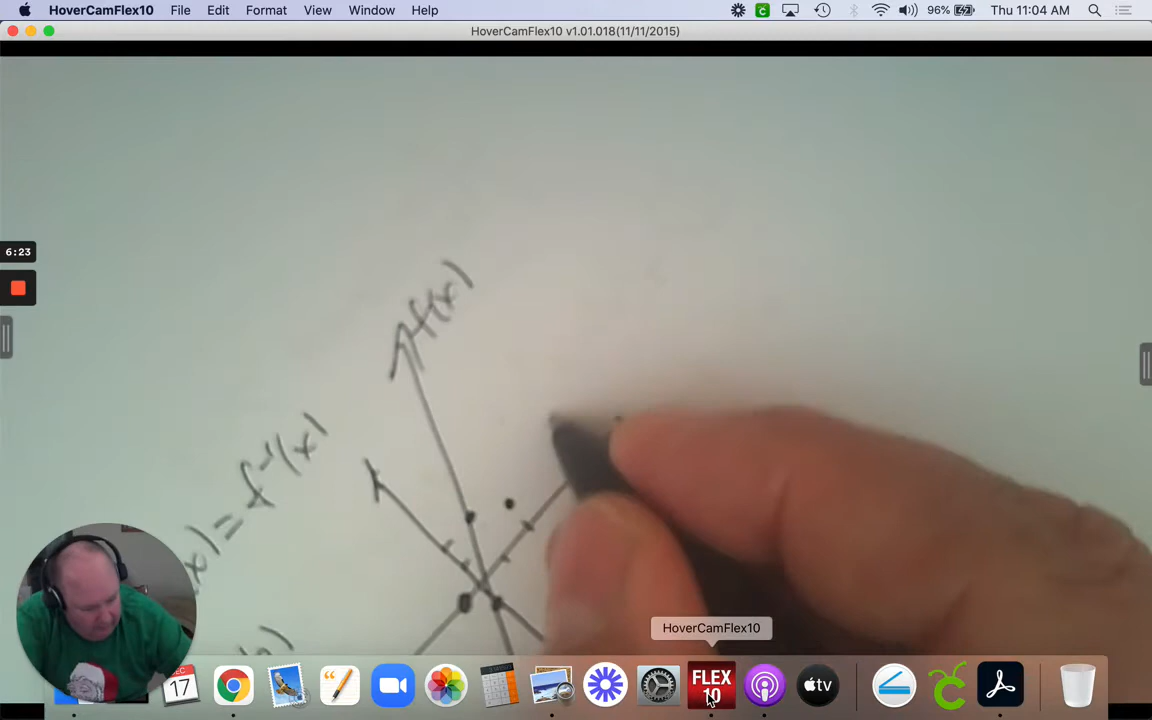 HoverCamFlex10 File Edit Format View Window Help 96% Thu 11:04 AM
HoverCamFlex10 v1.01.018(11/11/2015)
6:23
f(x)
(x) = f⁻¹(x)
HoverCamFlex10
17
FLEX
10
tv